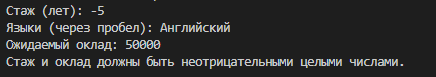 Стаж (лет): -5
Языки (через пробел): Английский
Ожидаемый оклад: 50000
Стаж и оклад должны быть неотрицательными целыми числами.